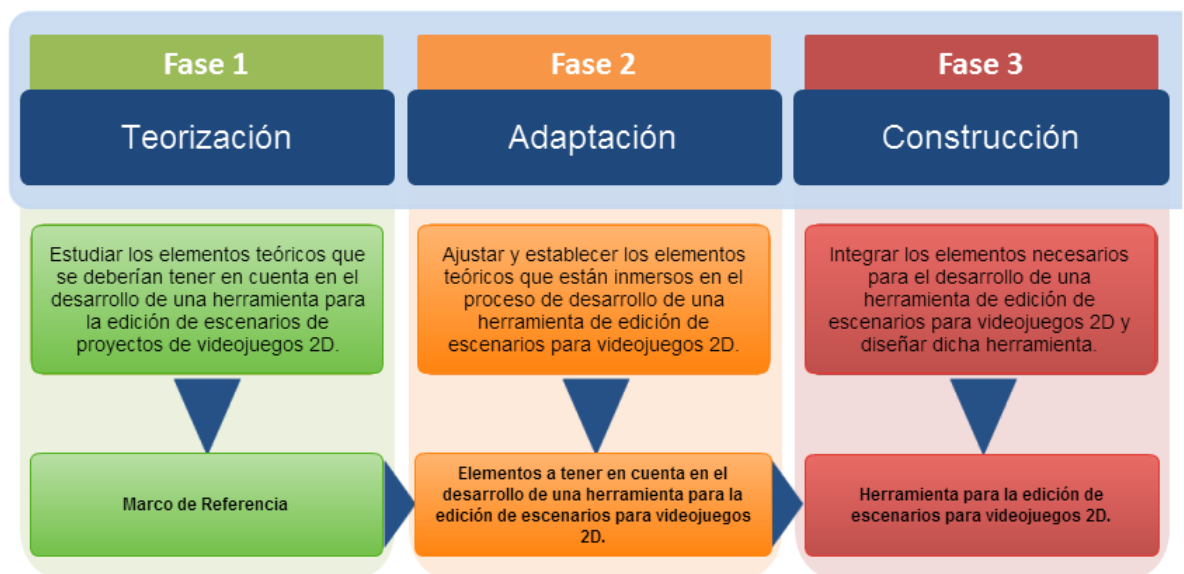 Fase 1
Teorización
Estudiar los elementos teóricos que
se deberían tener en cuenta en el
desarrollo de una herramienta para
la edición de escenarios de
proyectos de videojuegos 2D.
Marco de Referencia
Fase 2
Adaptación
Ajustar y establecer los elementos
teóricos que están inmersos en el
proceso de desarrollo de una
herramienta de edición de
escenarios para videojuegos 2D.
Elementos a tener en cuenta en el
desarrollo de una herramienta para la
edición de escenarios para videojuegos
2D.
Fase 3
Construcción
Integrar los elementos necesarios
para el desarrollo de una
herramienta de edición de
escenarios para videojuegos 2D y
diseñar dicha herramienta.
Herramienta para la edición de
escenarios para videojuegos 2D.